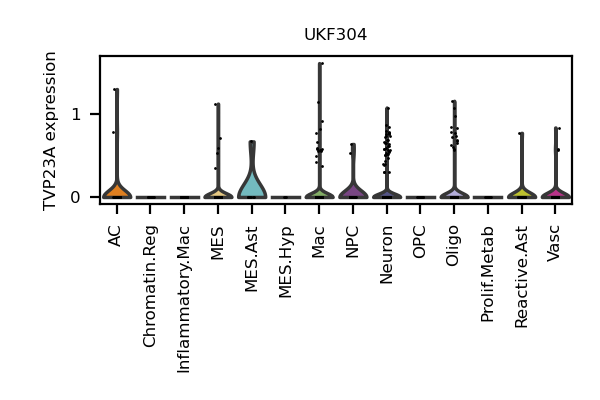 UKF304
TVP23A expression
1
0
AC
Chromatin.Reg
Inflammatory.Mac
MES
MES.Ast
MES.Hyp
Mac
NPC
Neuron
OPC
Oligo
Prolif.Metab
Reactive.Ast
Vasc